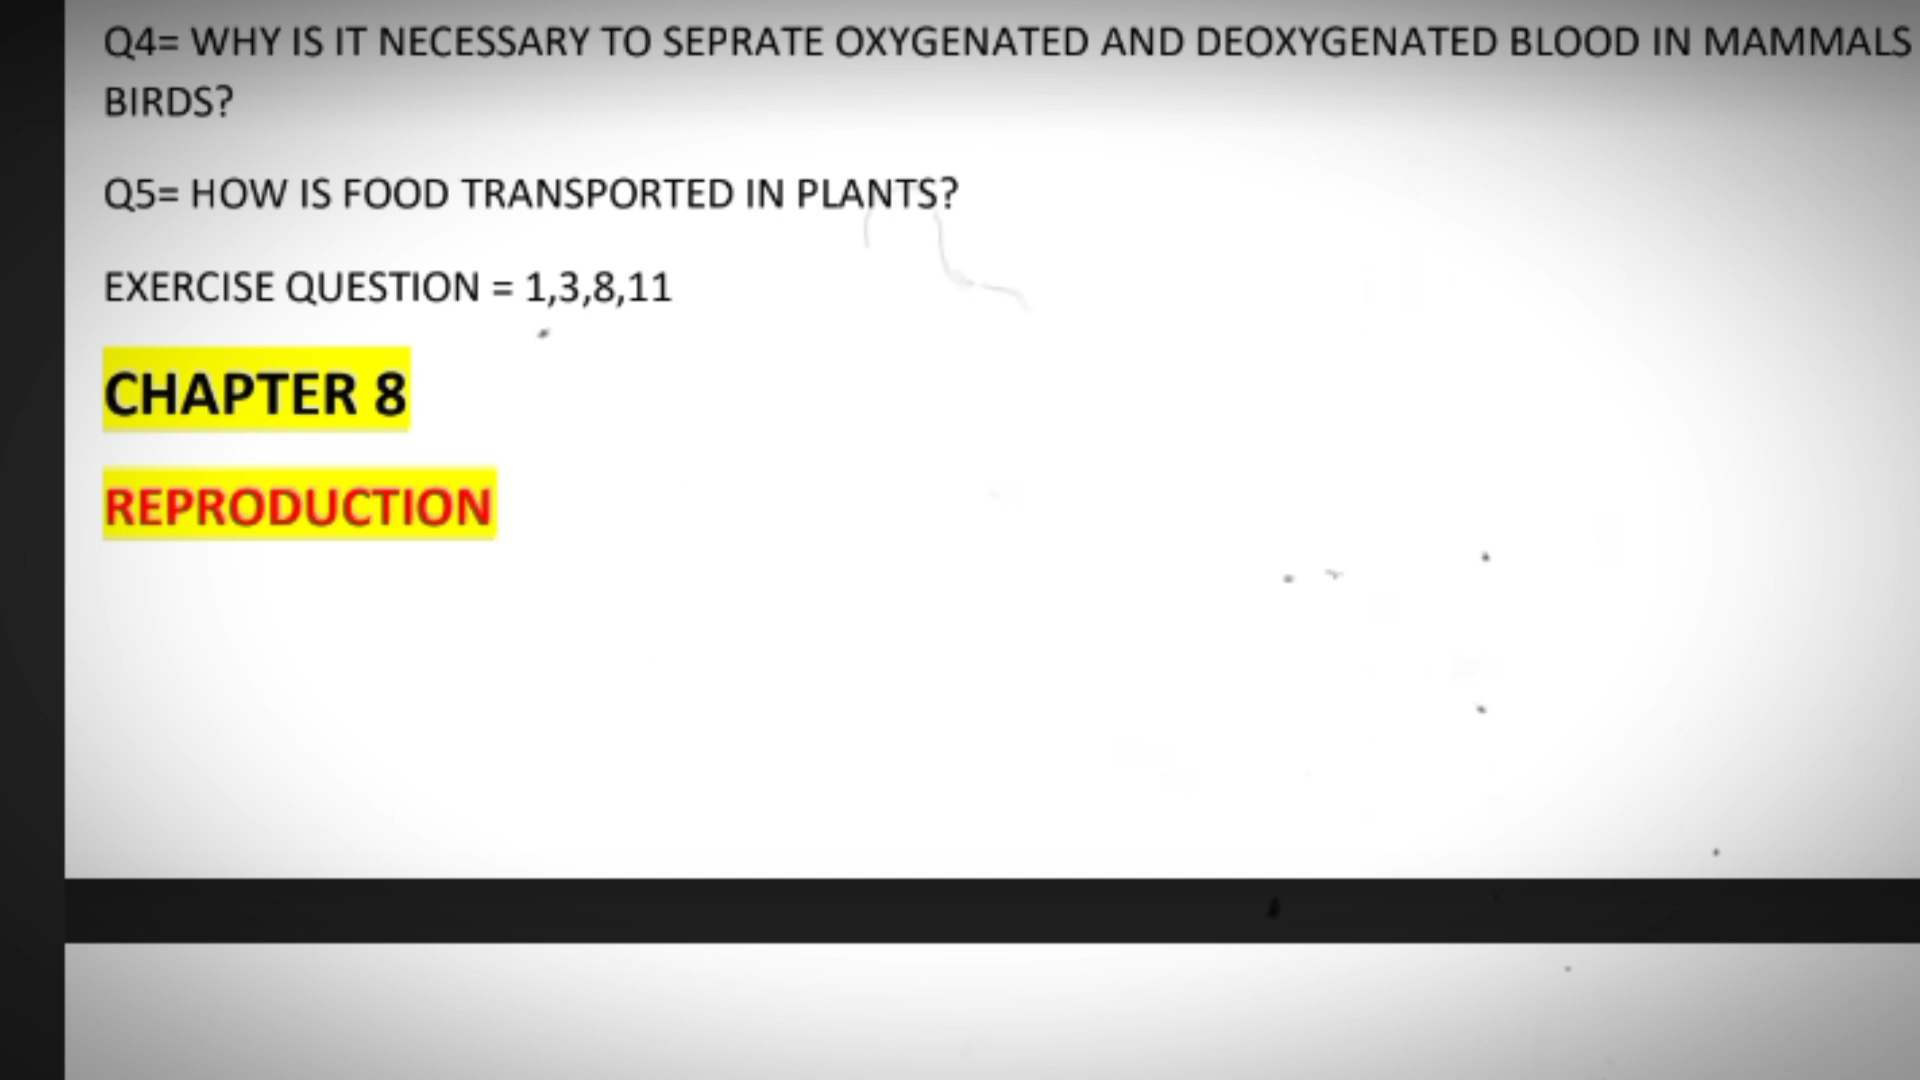 Q4= WHY IS IT NECESSARY TO SEPRATE OXYGENATED AND DEOXYGENATED BLOOD IN MAMMALS
BIRDS?
Q5= HOW IS FOOD TRANSPORTED IN PLANTS?
EXERCISE QUESTION = 1,3,8,11
CHAPTER 8
REPRODUCTION